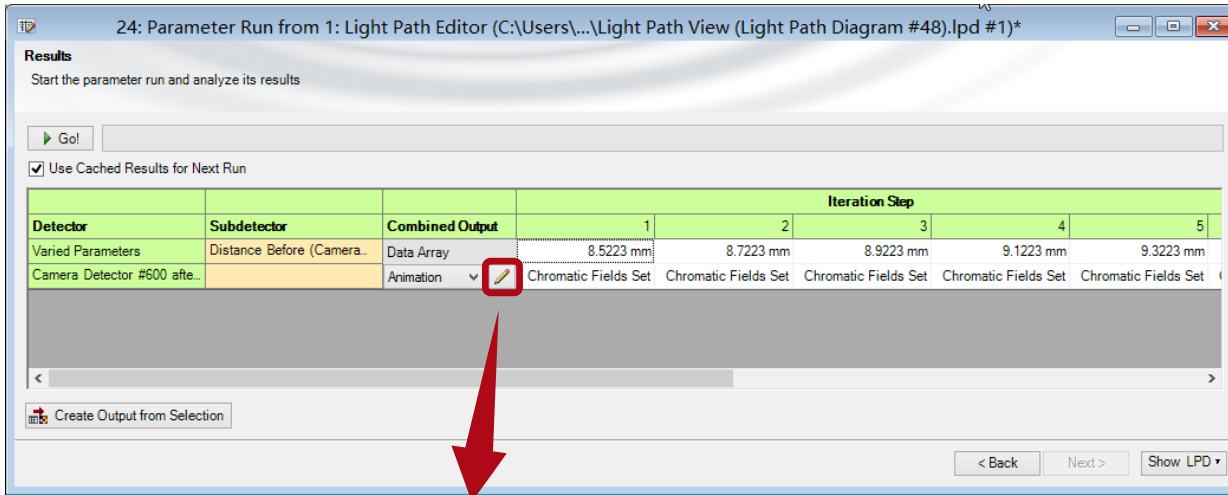 24: Parameter Run from 1: Light Path Editor (C:\Users\...\Light Path View (Light Path Diagram #48).lpd #1)*
Results
Start the parameter run and analyze its results
Go!
Use Cached Results for Next Run
Iteration Step
Detector Subdetector Combined Output 1 2 3 4 5
Varied Parameters Distance Before (Camera... Data Array 8.5223 mm 8.7223 mm 8.9223 mm 9.1223 mm 9.3223 mm
Camera Detector #600 afte... Animation Chromatic Fields Set Chromatic Fields Set Chromatic Fields Set Chromatic Fields Set Chromatic Fields Set
Create Output from Selection
< Back Next > Show LPD